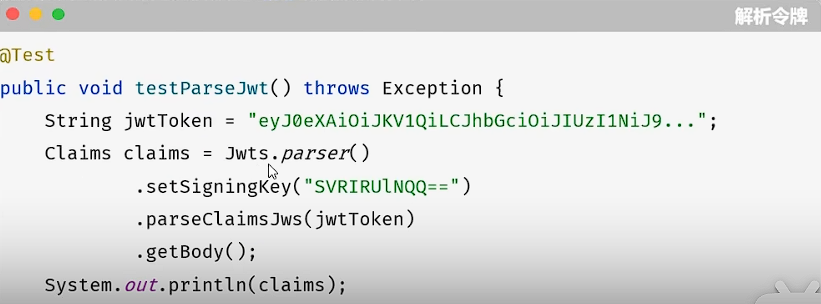 解析令牌
@Test
public void testParseJwt() throws Exception {
    String jwtToken = "eyJ0eXAiOiJKV1QiLCJhbGciOiJIUzI1NiJ9...";
    Claims claims = Jwts.parser()
            .setSigningKey("SVRIRUlNQQ==")
            .parseClaimsJws(jwtToken)
            .getBody();
    System.out.println(claims);